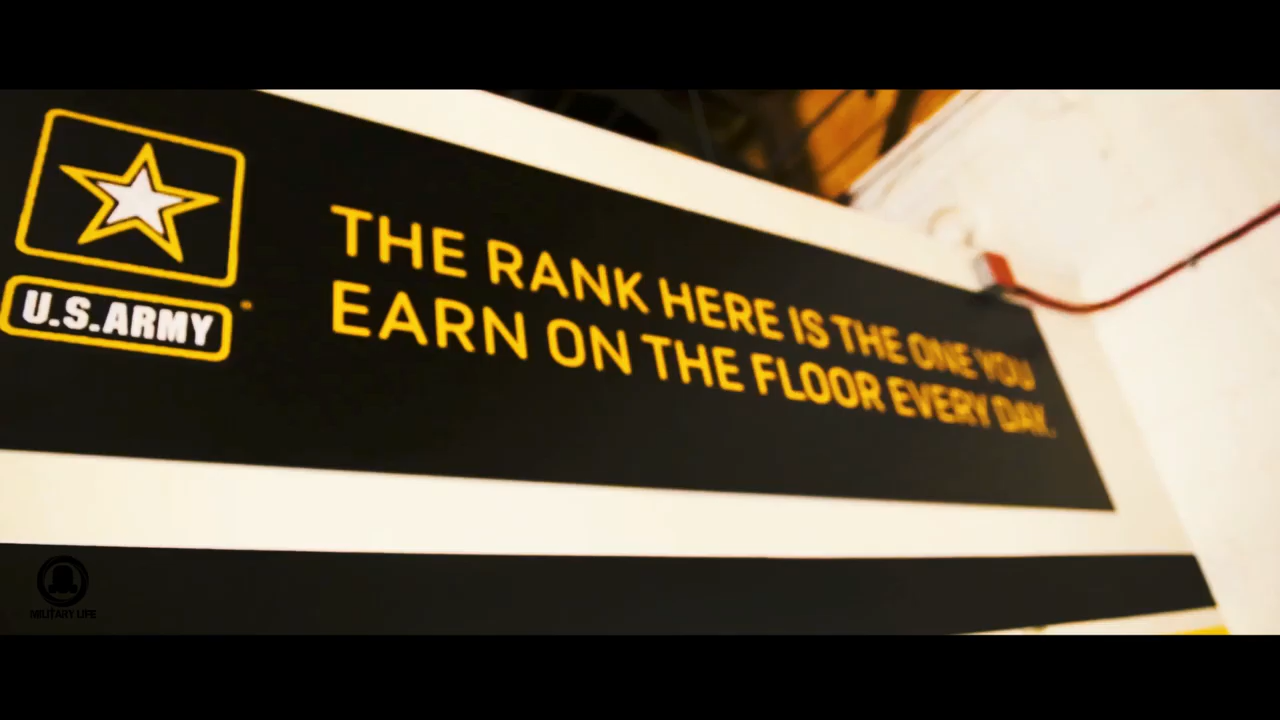 U.S.ARMY
THE RANK HERE IS THE ONE YOU
EARN ON THE FLOOR EVERY DAY.
MILITARY LIFE